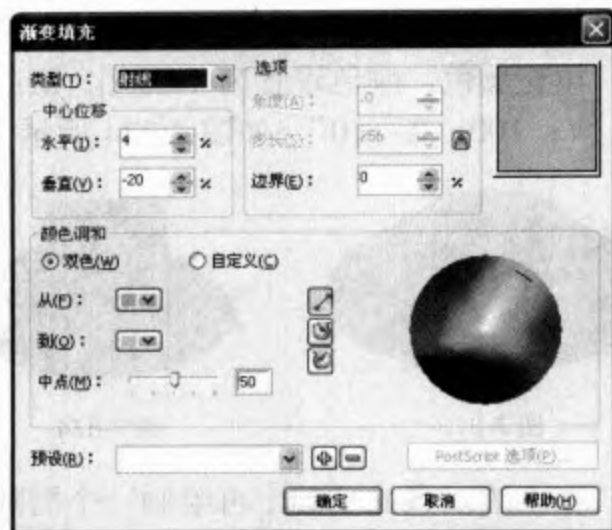 渐变填充
类型(T)： 射线
选项
角度(A)： .0
步长(S)： 256
边界(E)： 0 %
中心位移
水平(I)： 4 %
垂直(V)： -20 %
颜色调和
双色(W) 自定义(C)
从(F)：
到(O)：
中点(M)： 50
预设(R)： PostScript 选项(P)...
确定 取消 帮助(H)